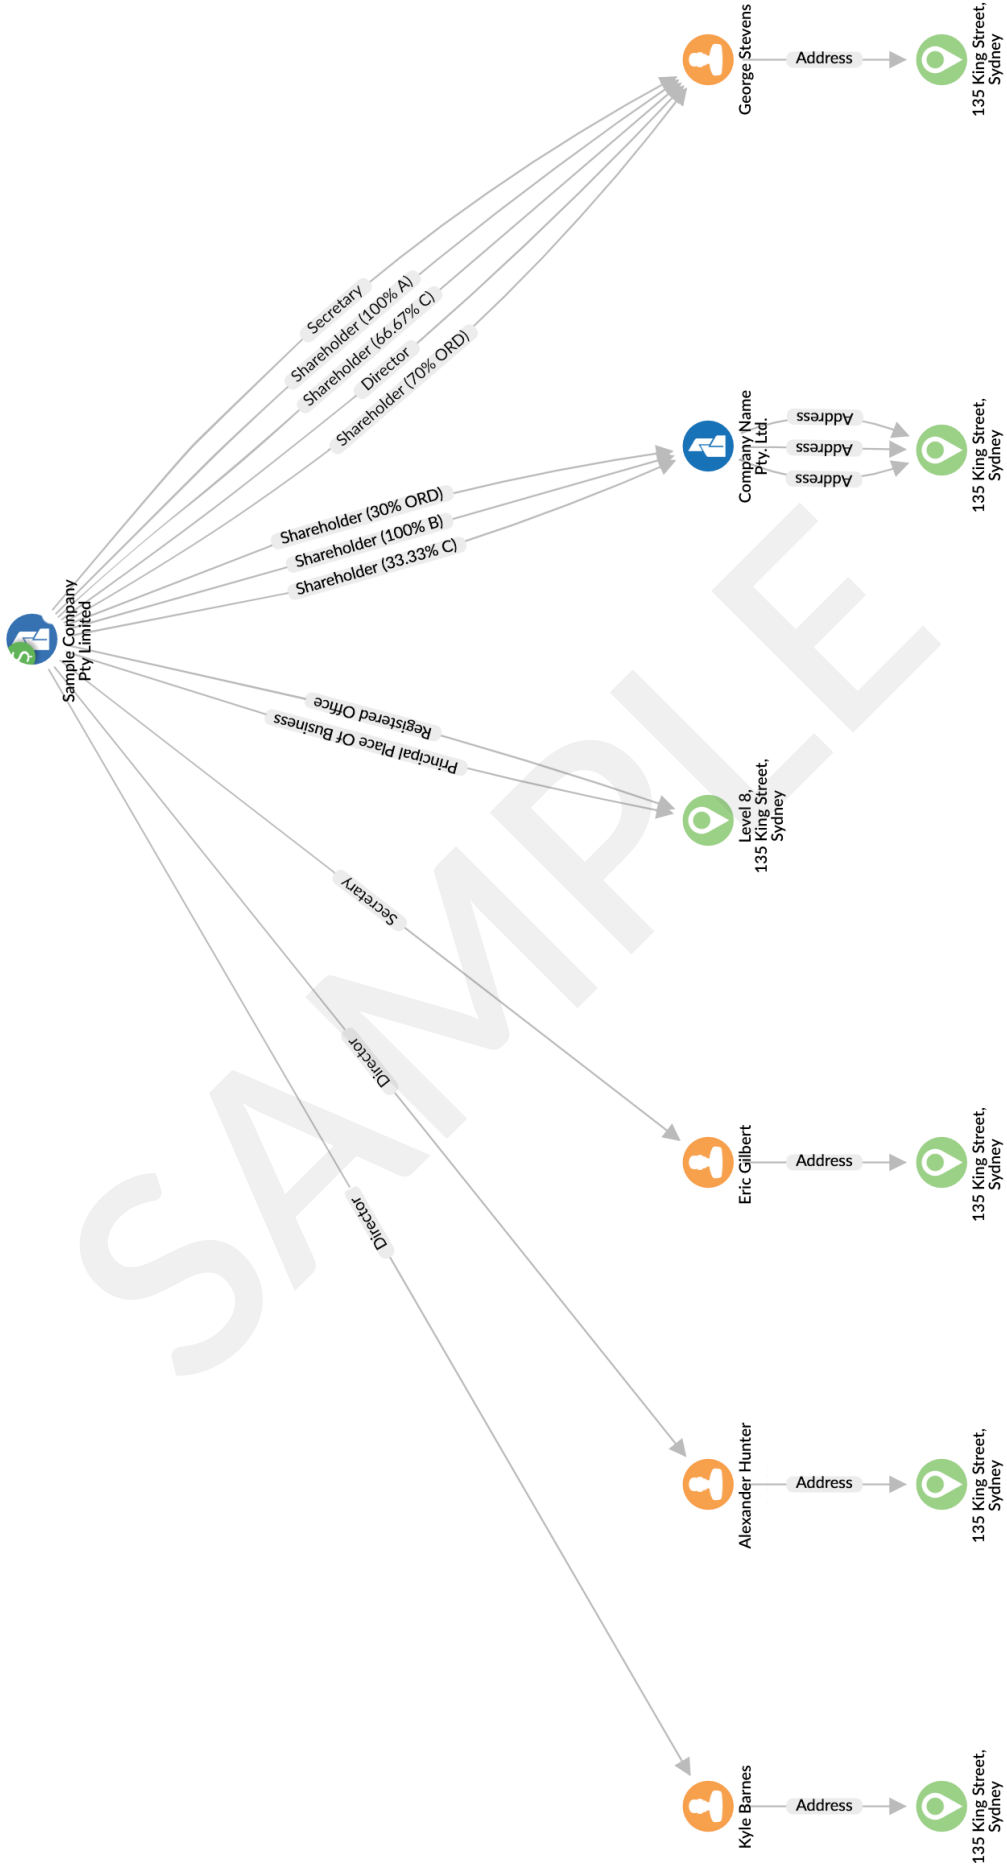 Sample Company
Pty Limited
Director
Director
Secretary
Principal Place Of Business
Registered Office
Shareholder (33.33% C)
Shareholder (100% B)
Shareholder (30% ORD)
Shareholder (70% ORD)
Director
Shareholder (66.67% C)
Shareholder (100% A)
Secretary
Kyle Barnes
Alexander Hunter
Eric Gilbert
Level 8,
135 King Street,
Sydney
Company Name
Pty. Ltd.
George Stevens
Address
Address
Address
Address
Address
Address
Address
135 King Street,
Sydney
135 King Street,
Sydney
135 King Street,
Sydney
135 King Street,
Sydney
135 King Street,
Sydney
SAMPLE